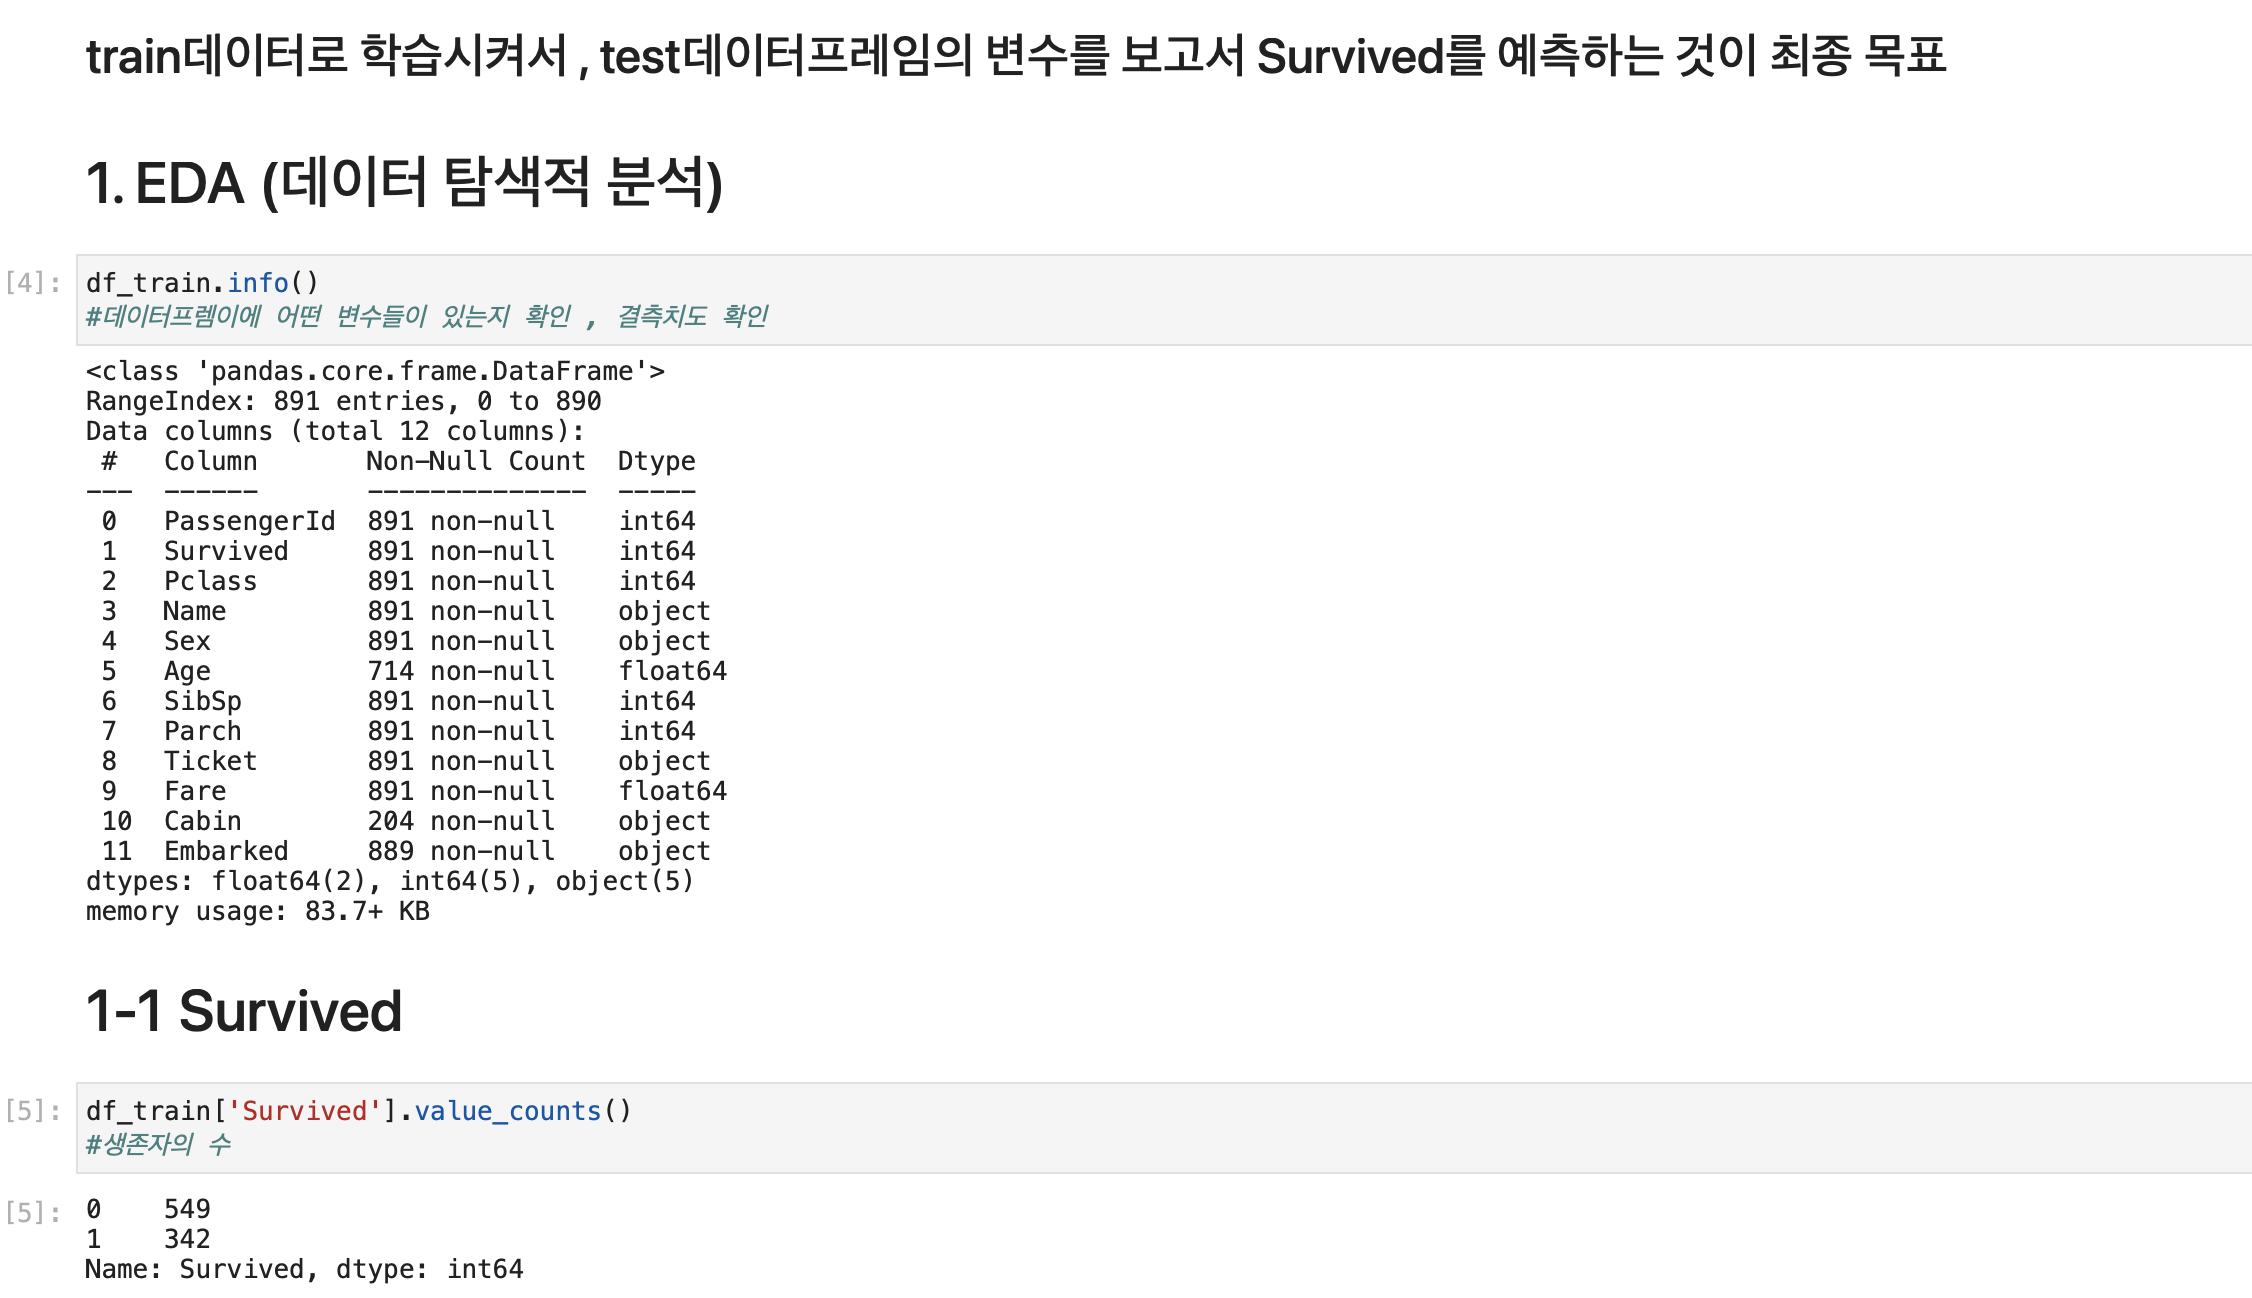 train데이터로 학습시켜서 , test데이터프레임의 변수를 보고서 Survived를 예측하는 것이 최종 목표
1. EDA (데이터 탐색적 분석)
[4]: df_train.info()
#데이터프렘이에 어떤 변수들이 있는지 확인 , 결측치도 확인
<class 'pandas.core.frame.DataFrame'>
RangeIndex: 891 entries, 0 to 890
Data columns (total 12 columns):
 #   Column       Non-Null Count  Dtype
---  ------       --------------  -----
 0   PassengerId  891 non-null    int64
 1   Survived     891 non-null    int64
 2   Pclass       891 non-null    int64
 3   Name         891 non-null    object
 4   Sex          891 non-null    object
 5   Age          714 non-null    float64
 6   SibSp        891 non-null    int64
 7   Parch        891 non-null    int64
 8   Ticket       891 non-null    object
 9   Fare         891 non-null    float64
 10  Cabin        204 non-null    object
 11  Embarked     889 non-null    object
dtypes: float64(2), int64(5), object(5)
memory usage: 83.7+ KB
1-1 Survived
[5]: df_train['Survived'].value_counts()
#생존자의 수
[5]: 0    549
1    342
Name: Survived, dtype: int64